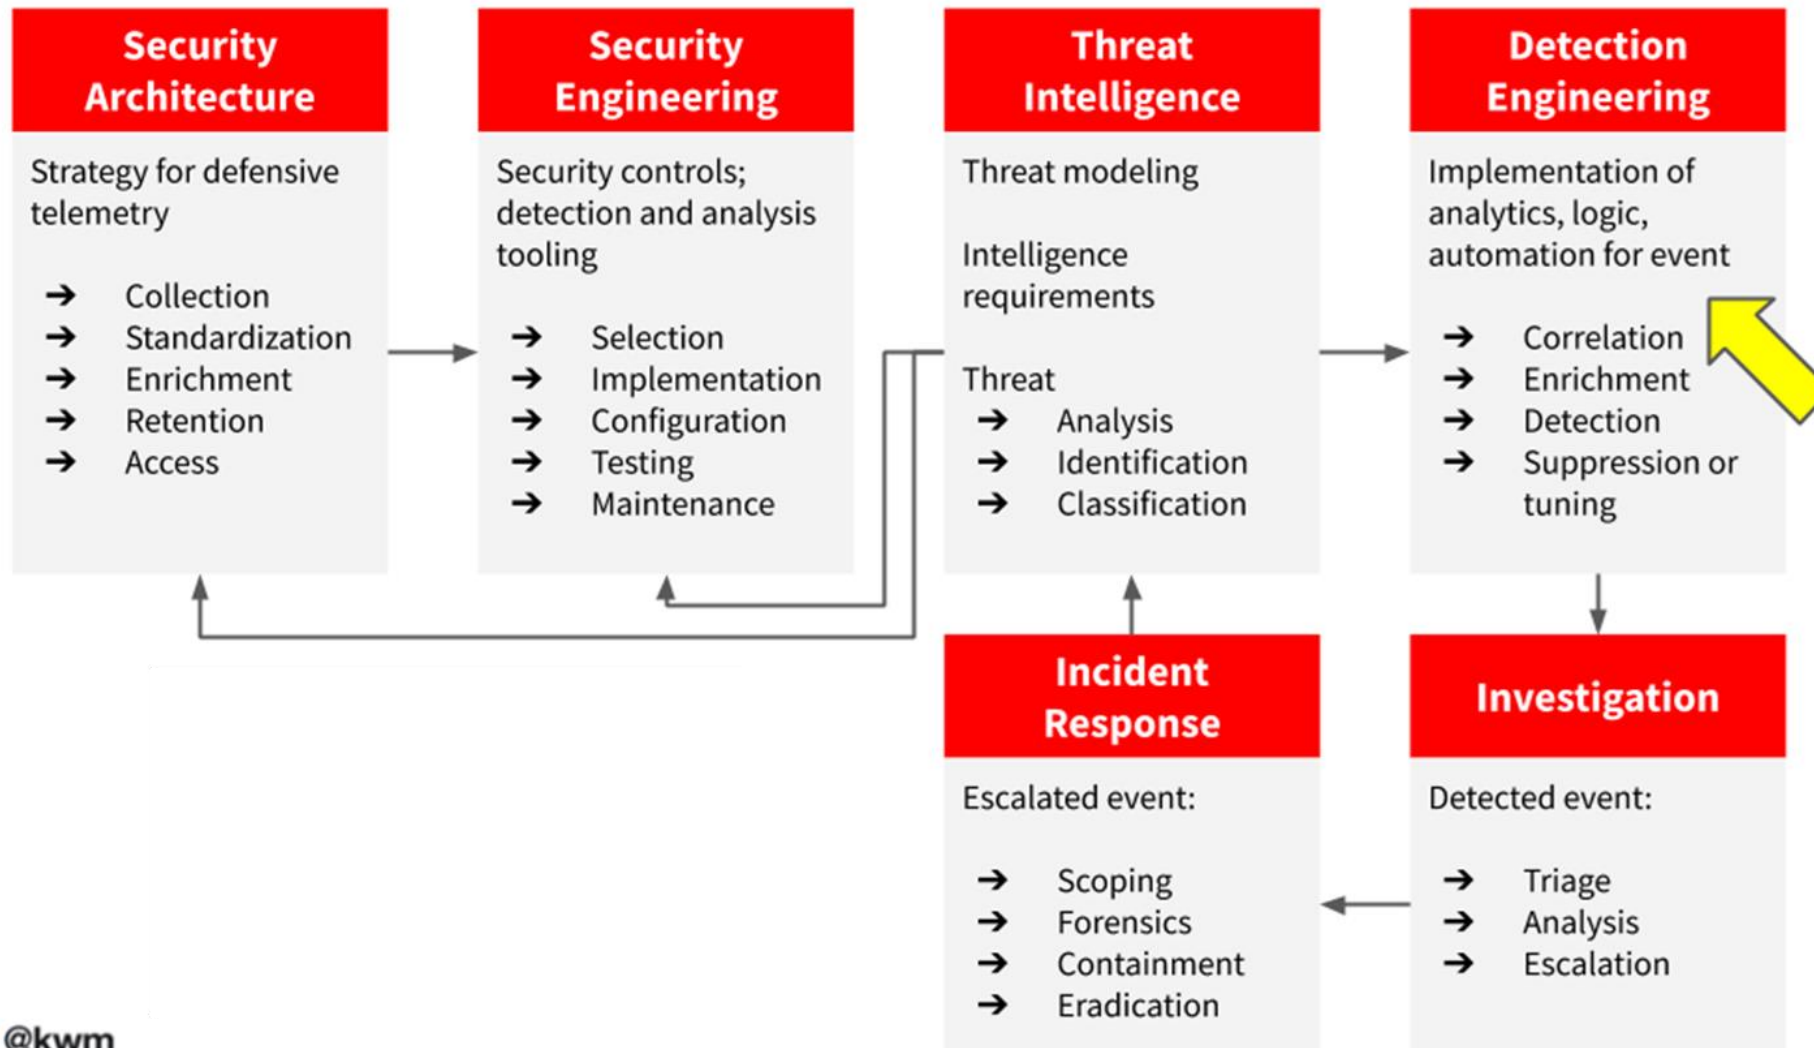 Security
Architecture
Strategy for defensive
telemetry
➔ Collection
➔ Standardization
➔ Enrichment
➔ Retention
➔ Access
Security
Engineering
Security controls;
detection and analysis
tooling
➔ Selection
➔ Implementation
➔ Configuration
➔ Testing
➔ Maintenance
Threat
Intelligence
Threat modeling
Intelligence
requirements
Threat
➔ Analysis
➔ Identification
➔ Classification
Detection
Engineering
Implementation of
analytics, logic,
automation for event
➔ Correlation
➔ Enrichment
➔ Detection
➔ Suppression or
tuning
Incident
Response
Escalated event:
➔ Scoping
➔ Forensics
➔ Containment
➔ Eradication
Investigation
Detected event:
➔ Triage
➔ Analysis
➔ Escalation
@kwm